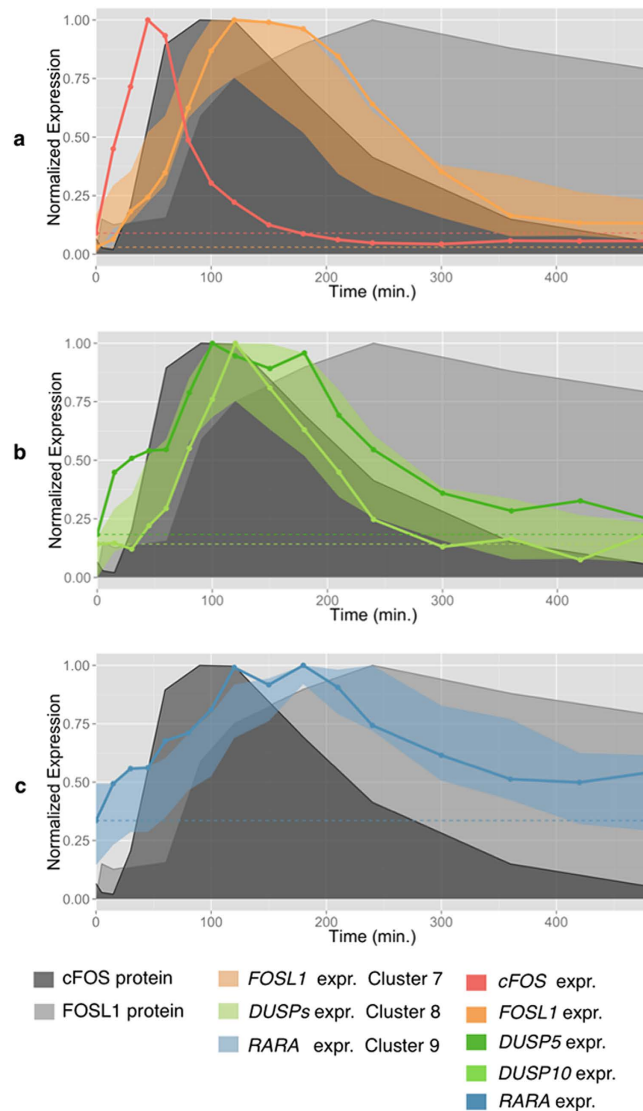 a
Normalized Expression
1.00
0.75
0.50
0.25
0.00
0 100 200 300 400
Time (min.)
b
Normalized Expression
1.00
0.75
0.50
0.25
0.00
0 100 200 300 400
Time (min.)
c
Normalized Expression
1.00
0.75
0.50
0.25
0.00
0 100 200 300 400
Time (min.)
cFOS protein
FOSL1 protein
FOSL1 expr. Cluster 7
DUSPs expr. Cluster 8
RARA expr. Cluster 9
cFOS expr.
FOSL1 expr.
DUSP5 expr.
DUSP10 expr.
RARA expr.